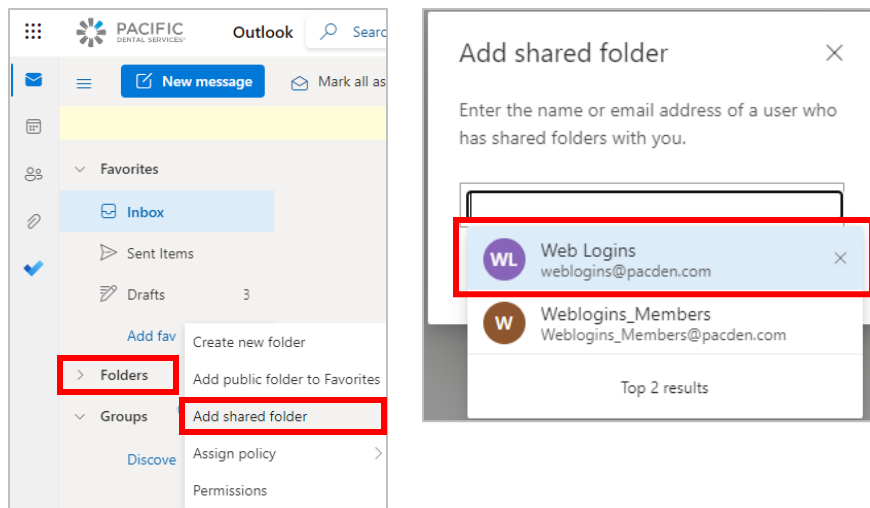 PACIFIC
DENTAL SERVICES®
Outlook
Searc
New message
Mark all as
Favorites
Inbox
Sent Items
Drafts 3
Add fav
Folders
Groups
Discove
Create new folder
Add public folder to Favorites
Add shared folder
Assign policy
Permissions
Add shared folder
Enter the name or email address of a user who
has shared folders with you.
WL
Web Logins
weblogins@pacden.com
W
Weblogins_Members
Weblogins_Members@pacden.com
Top 2 results